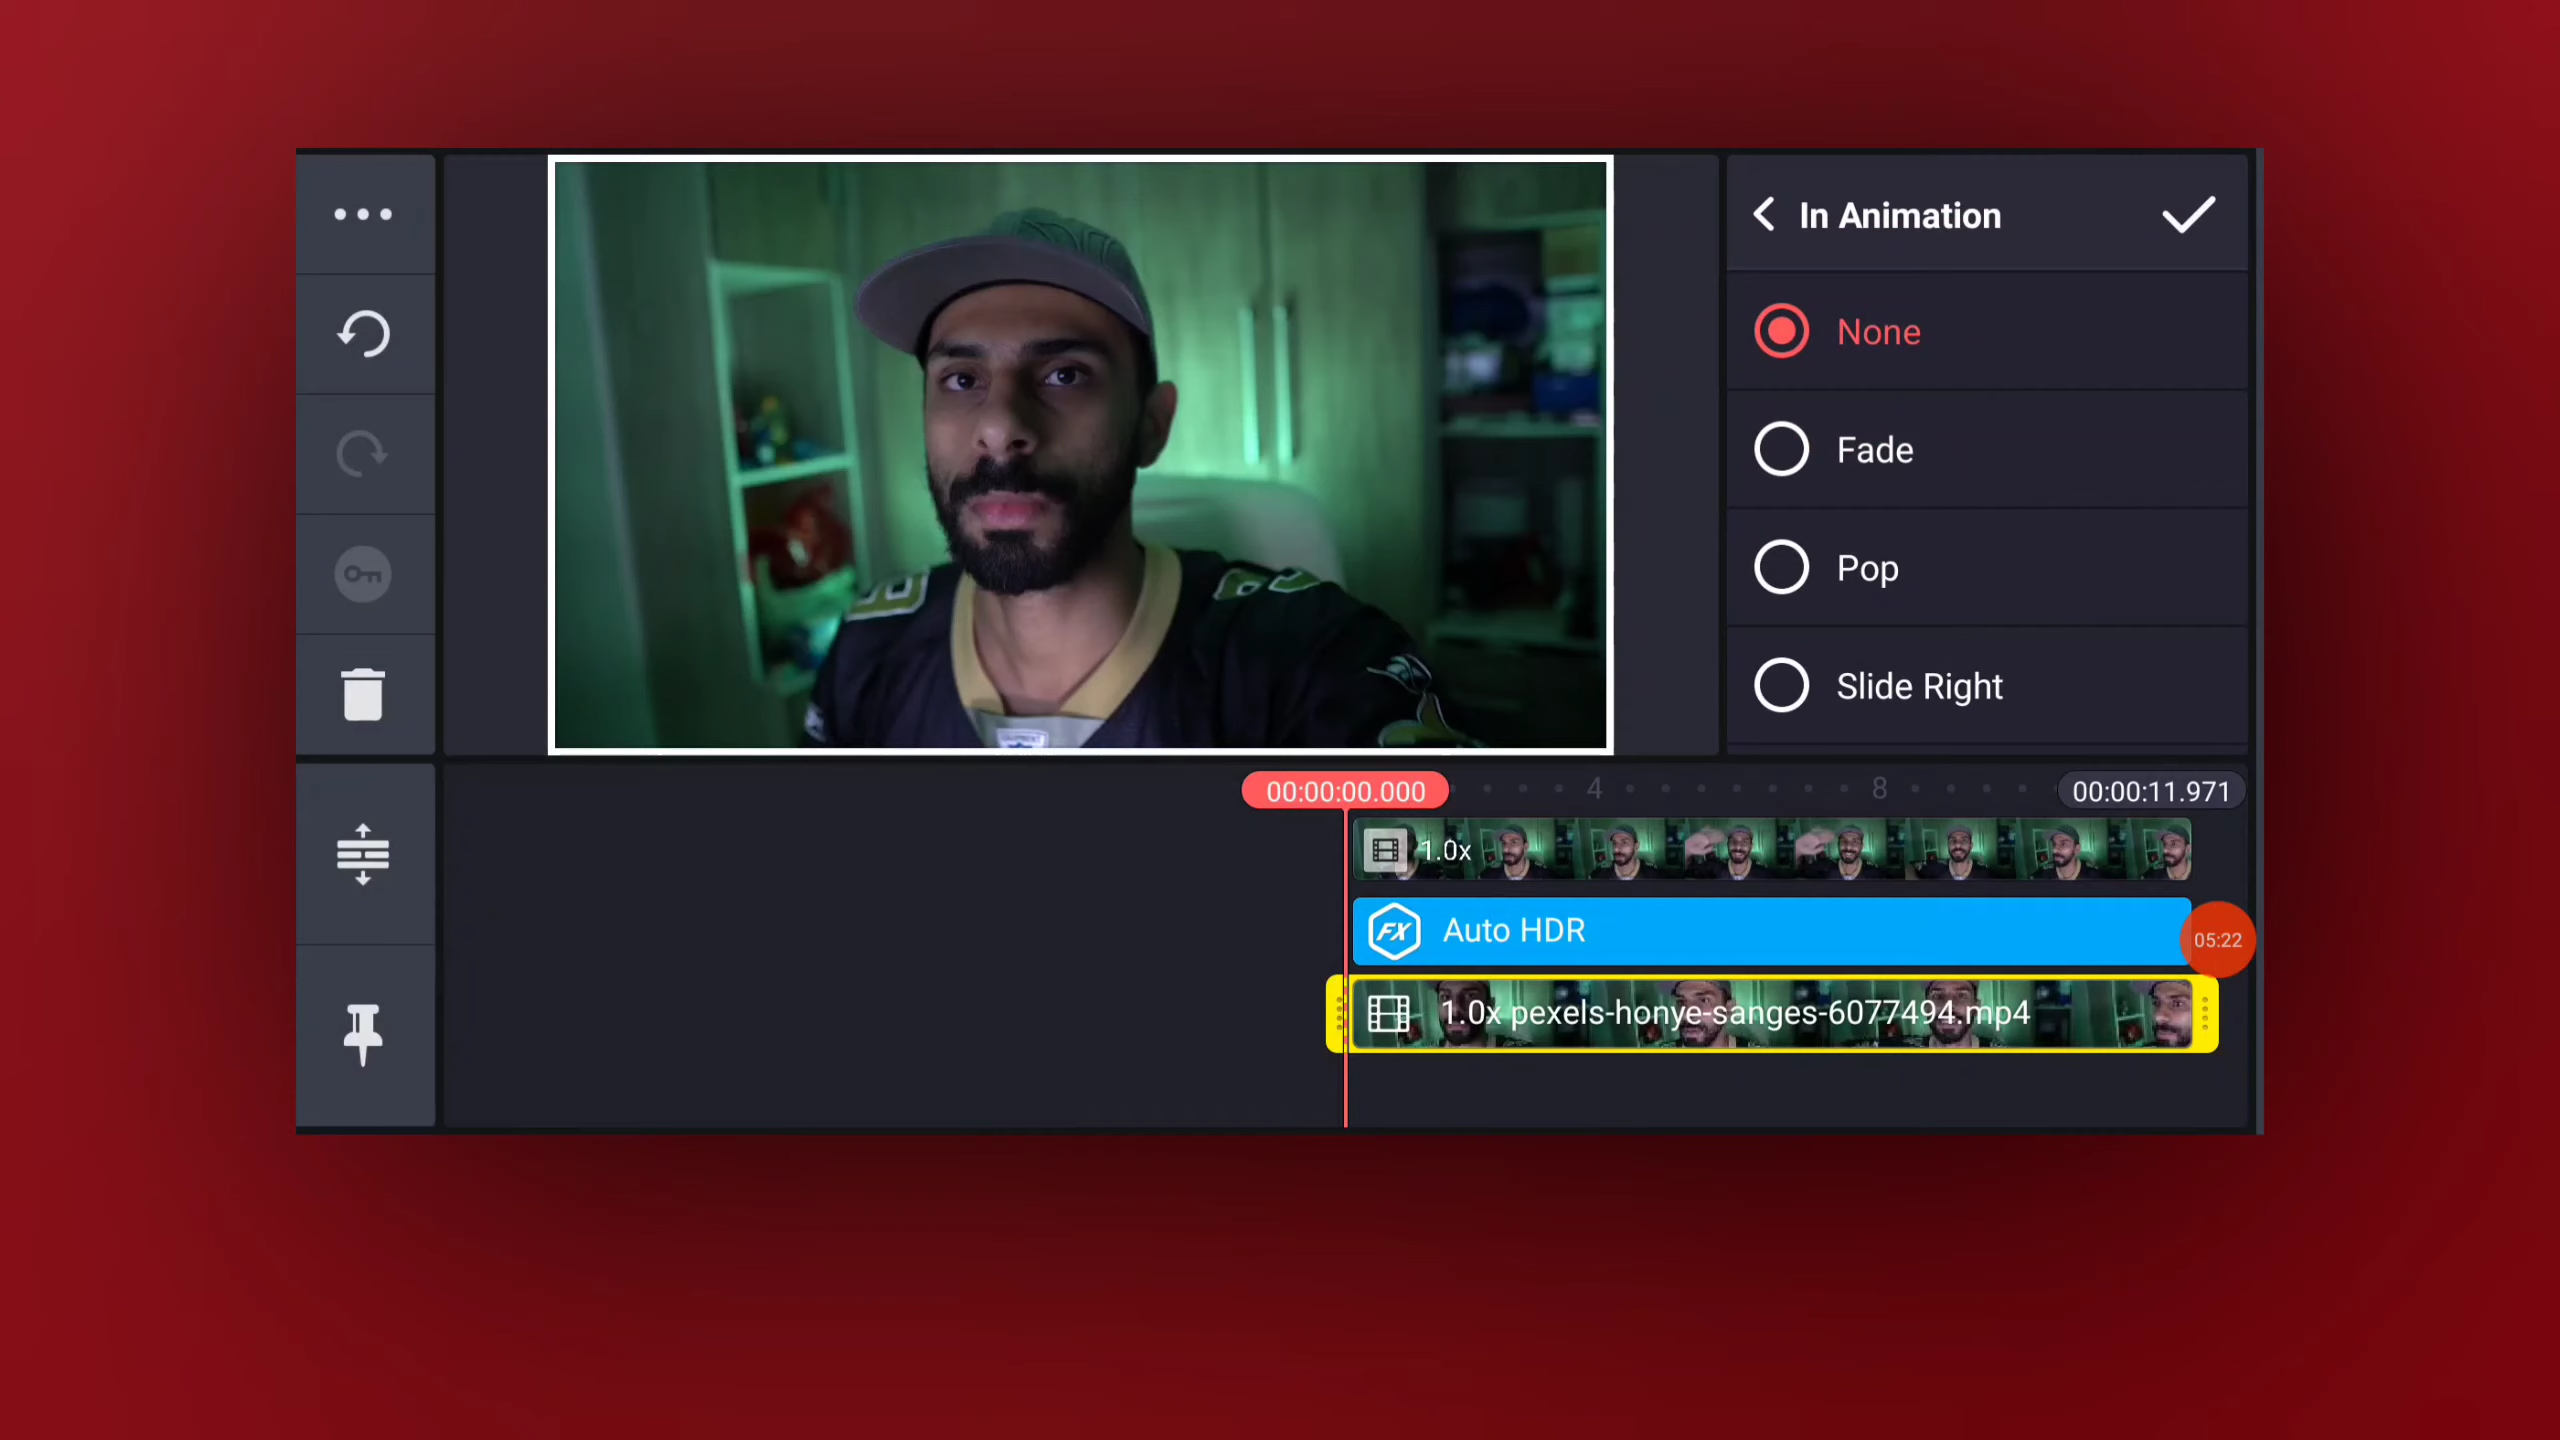 In Animation
None
Fade
Pop
Slide Right
00:00:00.000
4
8
00:00:11.971
1.0x
FX
Auto HDR
05:22
1.0x pexels-honye-sanges-6077494.mp4